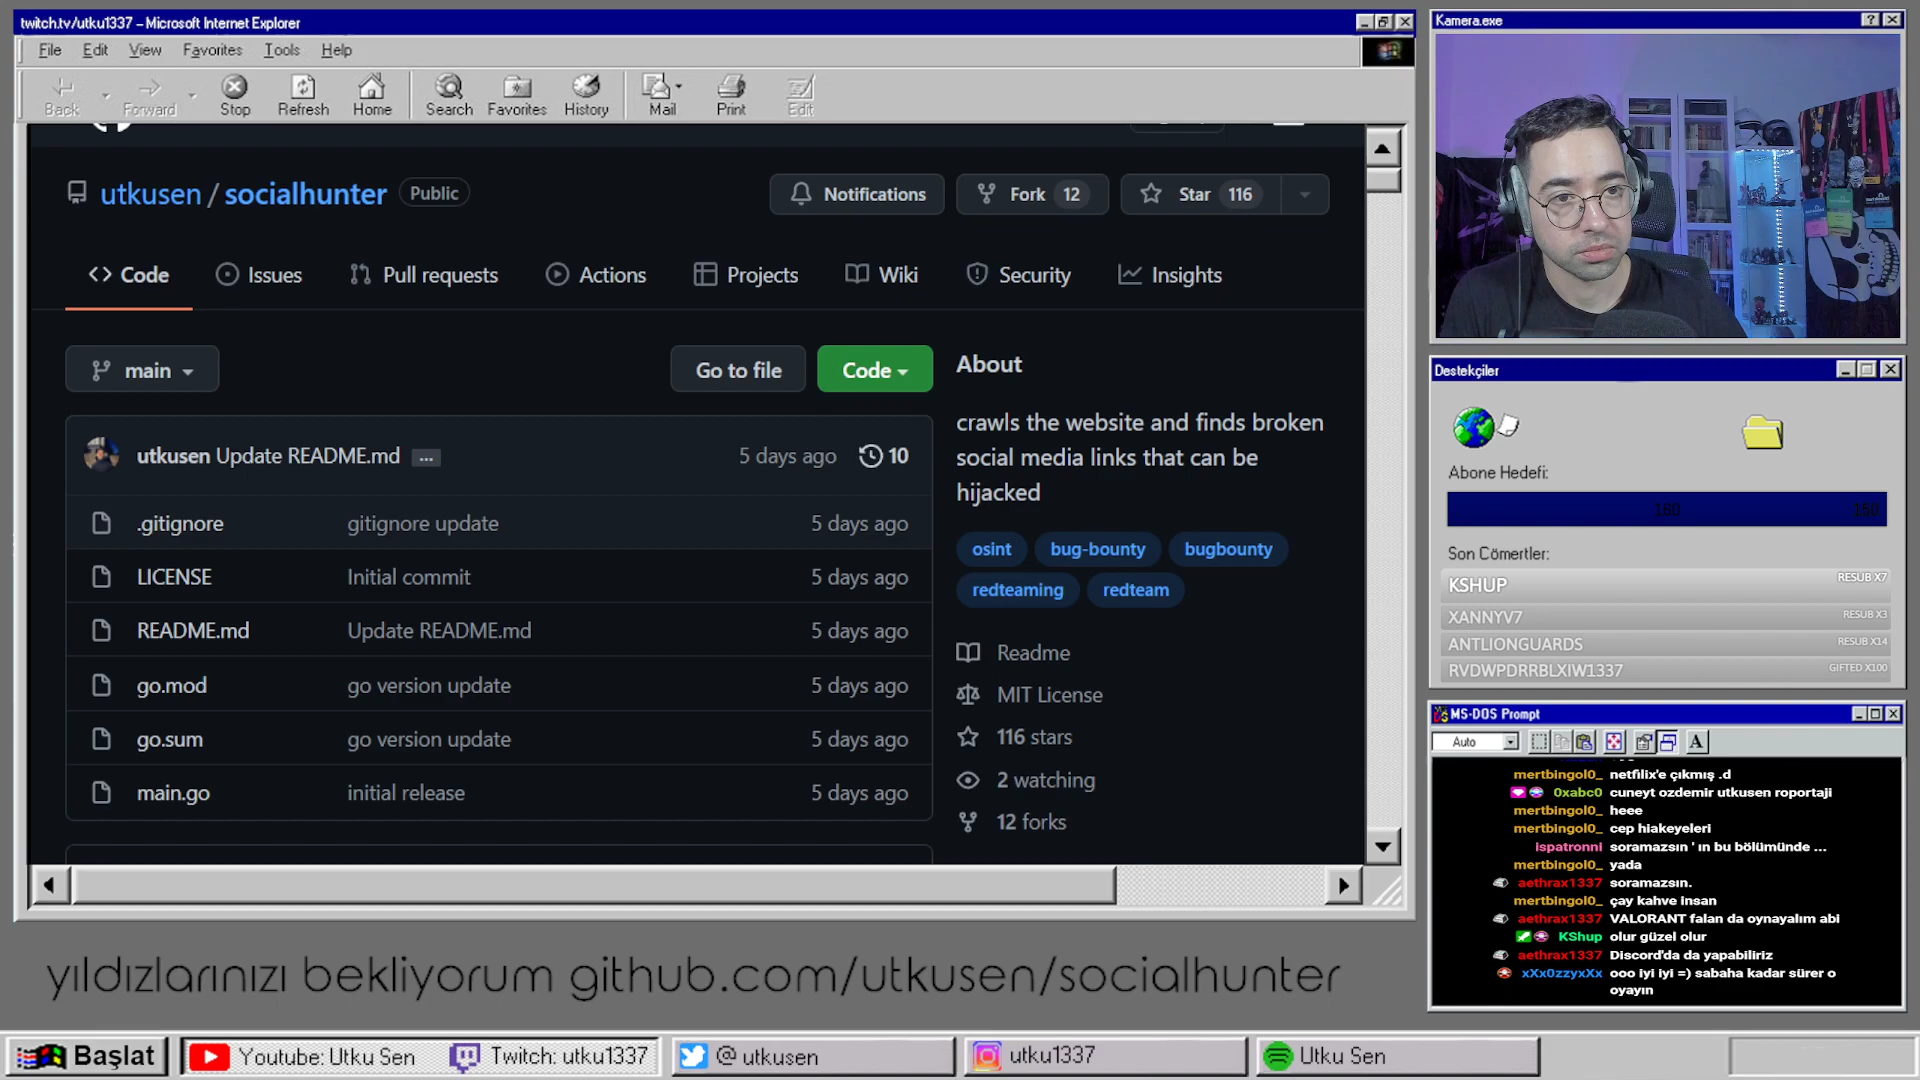 twitch.tv/utku1337 – Microsoft Internet Explorer
File Edit View Favorites Tools Help
Back Forward Stop Refresh Home Search Favorites History Mail Print Edit
utkusen / socialhunter Public
Notifications Fork 12 Star 116
Code Issues Pull requests Actions Projects Wiki Security Insights
main Go to file Code
utkusen Update README.md ... 5 days ago 10
.gitignore gitignore update 5 days ago
LICENSE Initial commit 5 days ago
README.md Update README.md 5 days ago
go.mod go version update 5 days ago
go.sum go version update 5 days ago
main.go initial release 5 days ago
About
crawls the website and finds broken
social media links that can be
hijacked
osint bug-bounty bugbounty
redteaming redteam
Readme
MIT License
116 stars
2 watching
12 forks
yıldızlarınızı bekliyorum github.com/utkusen/socialhunter
Kamera.exe
Destekçiler
Abone Hedefi:
Son Cömertler:
KSHUP RESUB X7
XANNYV7 RESUB X3
ANTLIONGUARDS RESUB X14
RVDWPDRRBLXIW1337 GIFTED X100
MS-DOS Prompt
Auto
A
mertbingol0_ netfilix'e çıkmış .d
0xabc0 cuneyt ozdemir utkusen roportaji
mertbingol0_ heee
mertbingol0_ cep hiakeyeleri
ispatronni soramazsın ' ın bu bölümünde ...
mertbingol0_ yada
aethrax1337 soramazsın.
mertbingol0_ çay kahve insan
aethrax1337 VALORANT falan da oynayalım abi
KShup olur güzel olur
aethrax1337 Discord'da da yapabiliriz
xXx0zzyxXx ooo iyi iyi =) sabaha kadar sürer o
oyayın
Başlat Youtube: Utku Sen Twitch: utku1337 @utkusen utku1337 Utku Sen